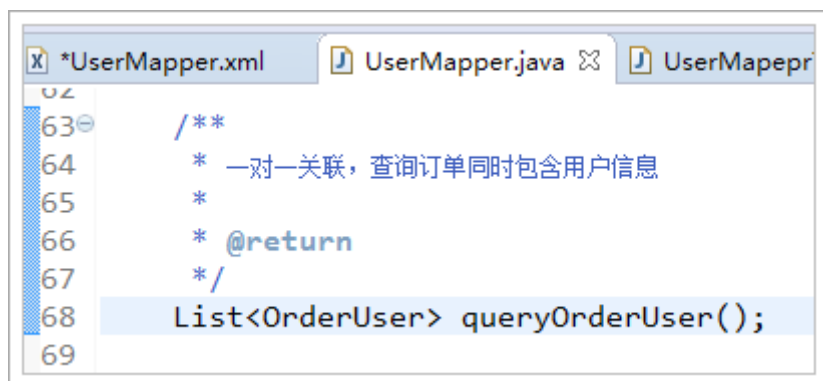 *UserMapper.xml UserMapper.java UserMapepr
62
63 /**
64 * 一对一关联，查询订单同时包含用户信息
65 *
66 * @return
67 */
68 List<OrderUser> queryOrderUser();
69